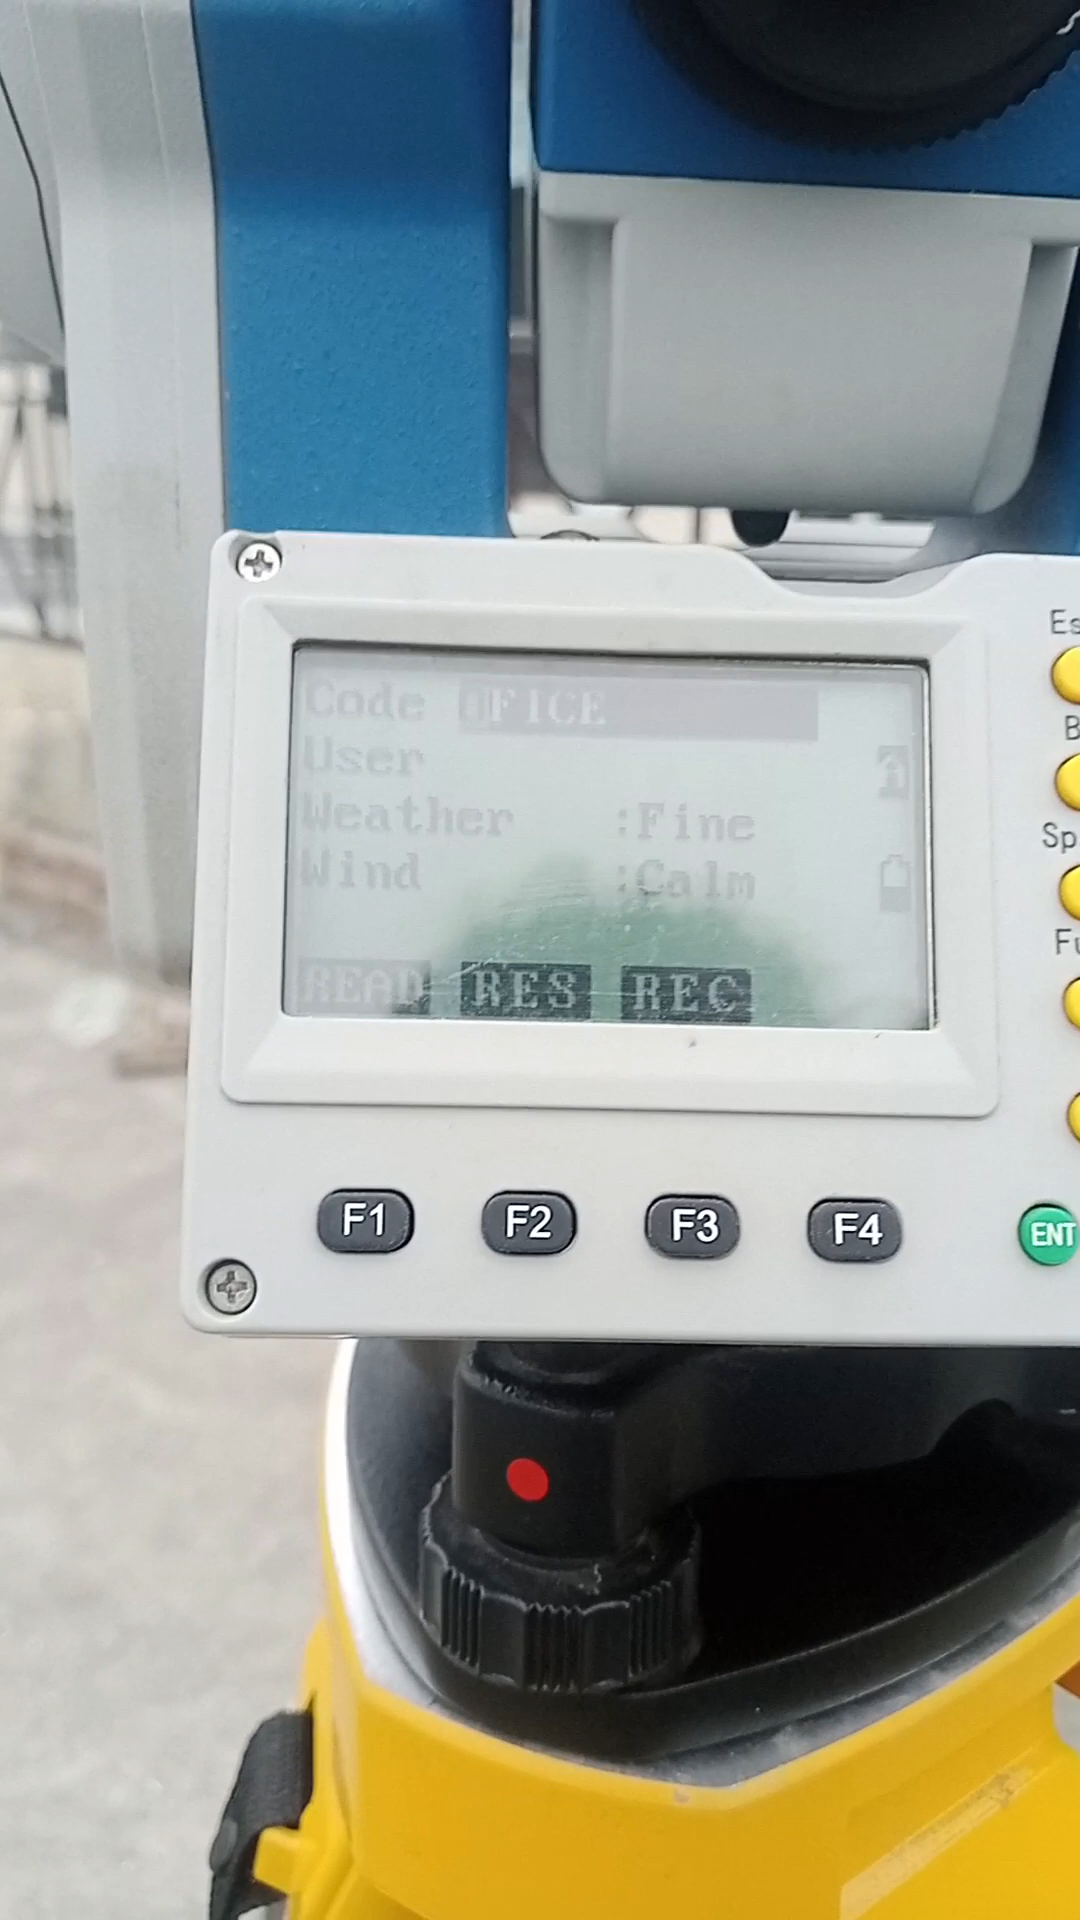 Code OFICE
User
Weather :Fine
Wind :Calm
READ RES REC
F1 F2 F3 F4 ENT